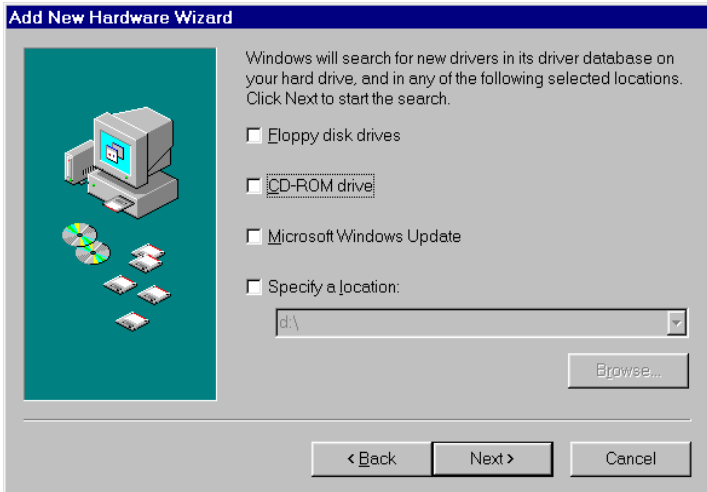 Add New Hardware Wizard
Windows will search for new drivers in its driver database on
your hard drive, and in any of the following selected locations.
Click Next to start the search.
Floppy disk drives
CD-ROM drive
Microsoft Windows Update
Specify a location:
d:\
Browse...
< Back Next > Cancel